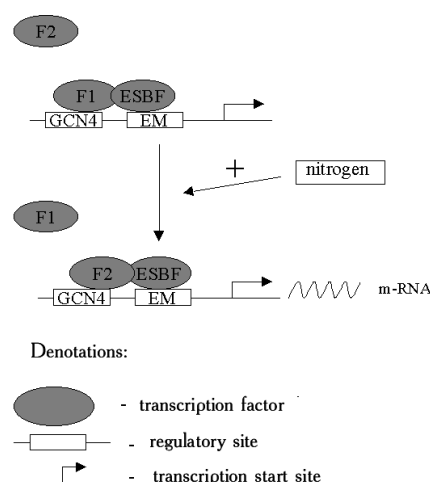 F2
F1 ESBF
GCN4 EM
+
nitrogen
F1
F2 ESBF
GCN4 EM
m-RNA
Denotations:
- transcription factor
- regulatory site
- transcription start site